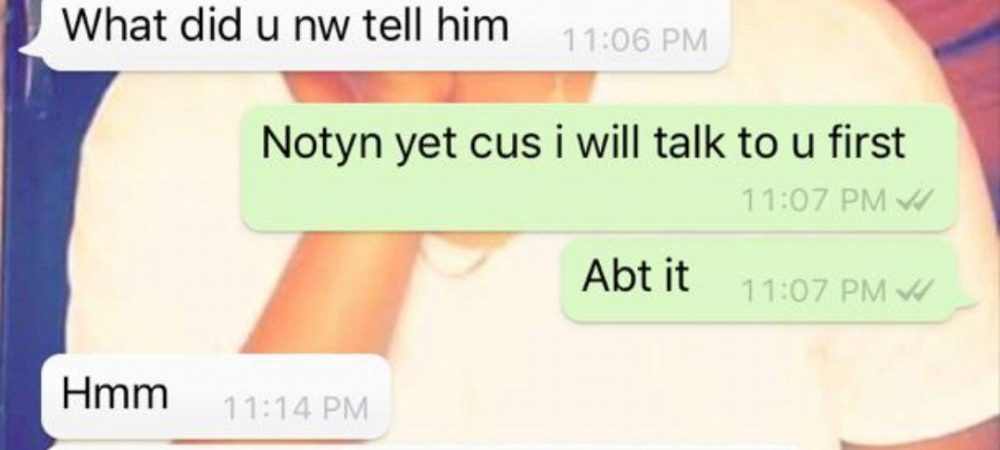 What did u nw tell him 11:06 PM
Notyn yet cus i will talk to u first
11:07 PM
Abt it 11:07 PM
Hmm 11:14 PM